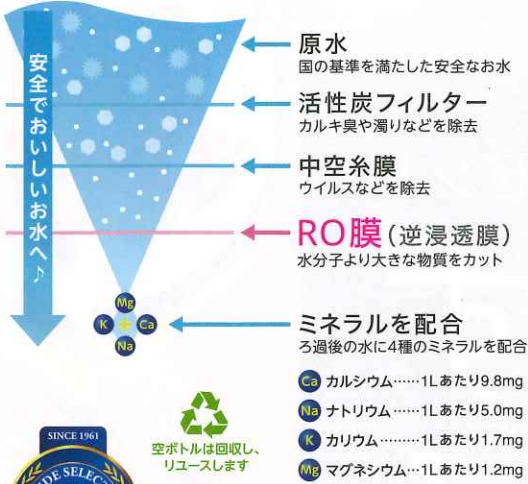 安全でおいしいお水へ♪
原水
国の基準を満たした安全なお水
活性炭フィルター
カルキ臭や濁りなどを除去
中空糸膜
ウイルスなどを除去
RO膜(逆浸透膜)
水分子より大きな物質をカット
Mg
K + Ca
Na
ミネラルを配合
ろ過後の水に4種のミネラルを配合
Ca カルシウム……1Lあたり9.8mg
Na ナトリウム……1Lあたり5.0mg
K カリウム………1Lあたり1.7mg
Mg マグネシウム…1Lあたり1.2mg
空ボトルは回収し、
リユースします
SINCE 1961